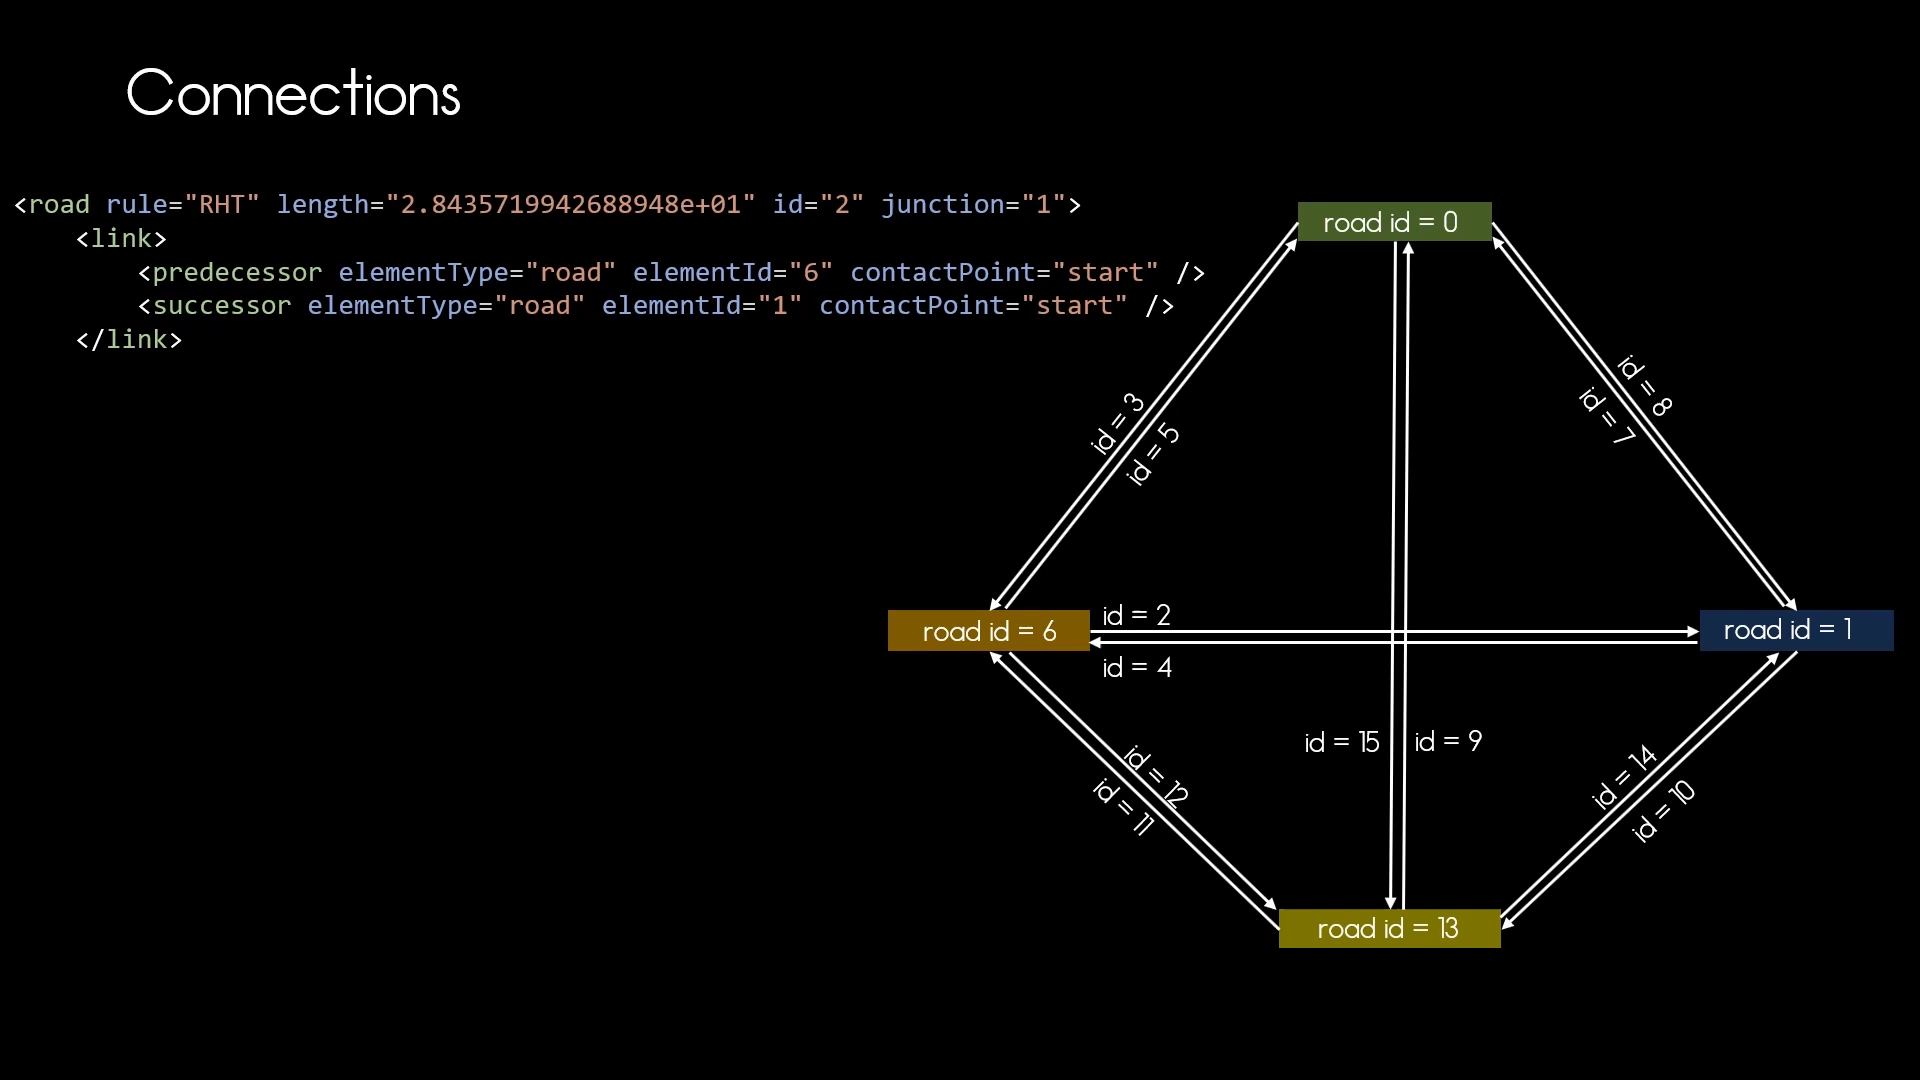 Connections
<road rule="RHT" length="2.8435719942688948e+01" id="2" junction="1">
<link>
<predecessor elementType="road" elementId="6" contactPoint="start" />
<successor elementType="road" elementId="1" contactPoint="start" />
</link>
road id = 0
id = 3
id = 5
id = 8
id = 7
road id = 6
id = 2
id = 4
road id = 1
id = 15
id = 9
id = 12
id = 11
id = 14
id = 10
road id = 13